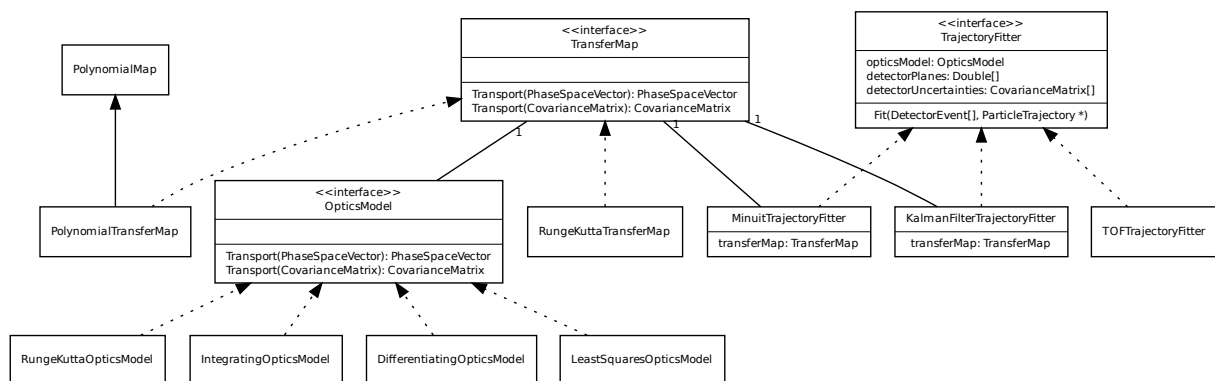 <<interface>>
TransferMap
Transport(PhaseSpaceVector): PhaseSpaceVector
Transport(CovarianceMatrix): CovarianceMatrix
<<interface>>
TrajectoryFitter
opticsModel: OpticsModel
detectorPlanes: Double[]
detectorUncertainties: CovarianceMatrix[]
Fit(DetectorEvent[], ParticleTrajectory *)
PolynomialMap
1
1
1
<<interface>>
OpticsModel
Transport(PhaseSpaceVector): PhaseSpaceVector
Transport(CovarianceMatrix): CovarianceMatrix
PolynomialTransferMap
RungeKuttaTransferMap
MinuitTrajectoryFitter
transferMap: TransferMap
KalmanFilterTrajectoryFitter
transferMap: TransferMap
TOFTrajectoryFitter
RungeKuttaOpticsModel
IntegratingOpticsModel
DifferentiatingOpticsModel
LeastSquaresOpticsModel